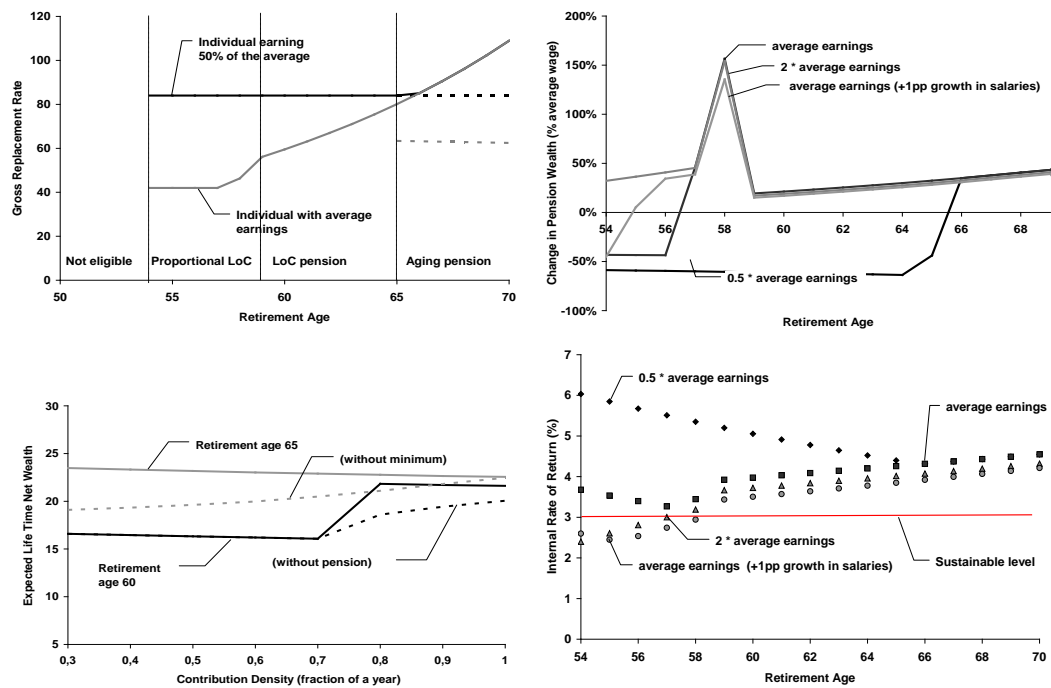 120
100
80
60
40
20
0
Gross Replacement Rate
Individual earning
50% of the average
Individual with average
earnings
Not eligible
Proportional LoC
LoC pension
Aging pension
50
55
60
65
70
Retirement Age
200%
150%
100%
50%
0%
-50%
-100%
Change in Pension Wealth (% average wage)
average earnings
2 * average earnings
average earnings (+1pp growth in salaries)
54
56
58
60
62
64
66
68
0.5 * average earnings
Retirement Age
30
25
20
15
10
5
Expected Life Time Net Wealth
Retirement age 65
(without minimum)
Retirement
age 60
(without pension)
0,3
0,4
0,5
0,6
0,7
0,8
0,9
1
Contribution Density (fraction of a year)
7
6
5
4
3
2
1
0
Internal Rate of Return (%)
0.5 * average earnings
average earnings
2 * average earnings
average earnings (+1pp growth in salaries)
Sustainable level
54
56
58
60
62
64
66
68
70
Retirement Age